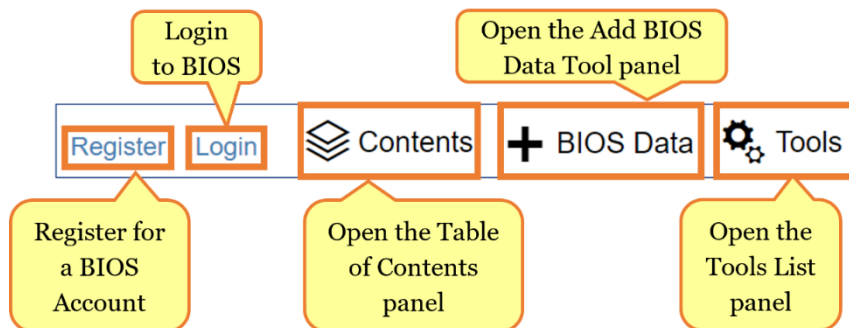 Login
to BIOS
Open the Add BIOS
Data Tool panel
Register
Login
Contents
BIOS Data
Tools
Register for
a BIOS
Account
Open the Table
of Contents
panel
Open the
Tools List
panel